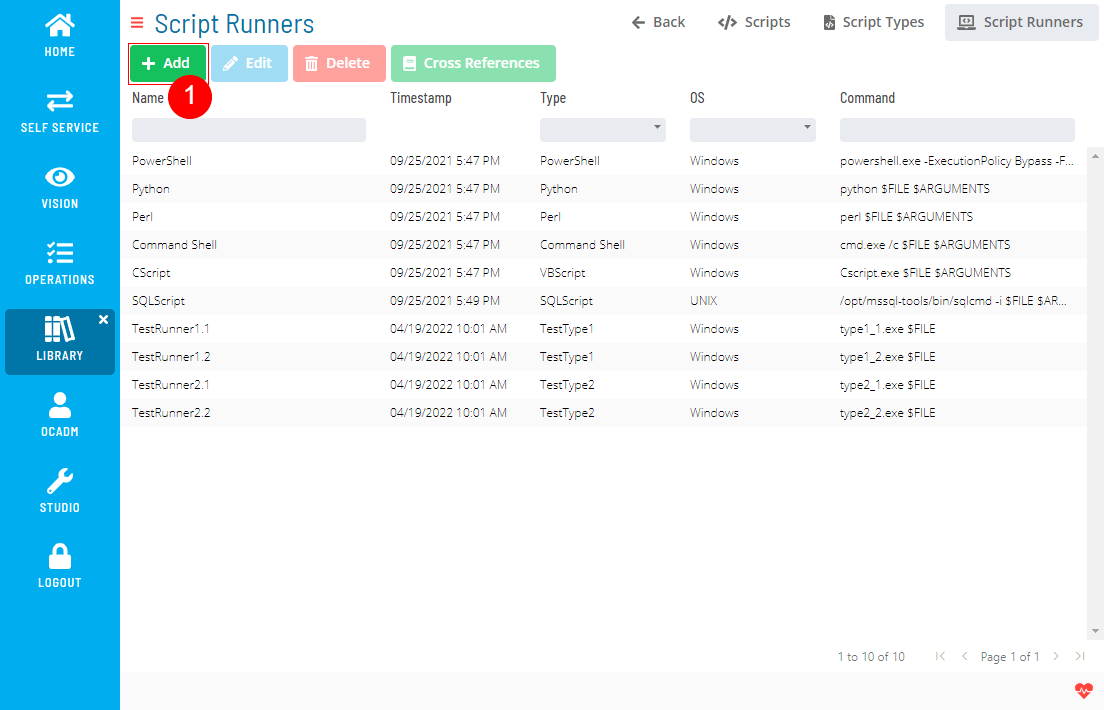 HOME
SELF SERVICE
VISION
OPERATIONS
LIBRARY
OCADM
STUDIO
LOGOUT
Script Runners
Back Scripts Script Types Script Runners
Add Edit Delete Cross References
1
Name Timestamp Type OS Command
PowerShell 09/25/2021 5:47 PM PowerShell Windows powershell.exe -ExecutionPolicy Bypass -F...
Python 09/25/2021 5:47 PM Python Windows python $FILE $ARGUMENTS
Perl 09/25/2021 5:47 PM Perl Windows perl $FILE $ARGUMENTS
Command Shell 09/25/2021 5:47 PM Command Shell Windows cmd.exe /c $FILE $ARGUMENTS
CScript 09/25/2021 5:47 PM VBScript Windows Cscript.exe $FILE $ARGUMENTS
SQLScript 09/25/2021 5:49 PM SQLScript UNIX /opt/mssql-tools/bin/sqlcmd -i $FILE $AR...
TestRunner1.1 04/19/2022 10:01 AM TestType1 Windows type1_1.exe $FILE
TestRunner1.2 04/19/2022 10:01 AM TestType1 Windows type1_2.exe $FILE
TestRunner2.1 04/19/2022 10:01 AM TestType2 Windows type2_1.exe $FILE
TestRunner2.2 04/19/2022 10:01 AM TestType2 Windows type2_2.exe $FILE
1 to 10 of 10 Page 1 of 1